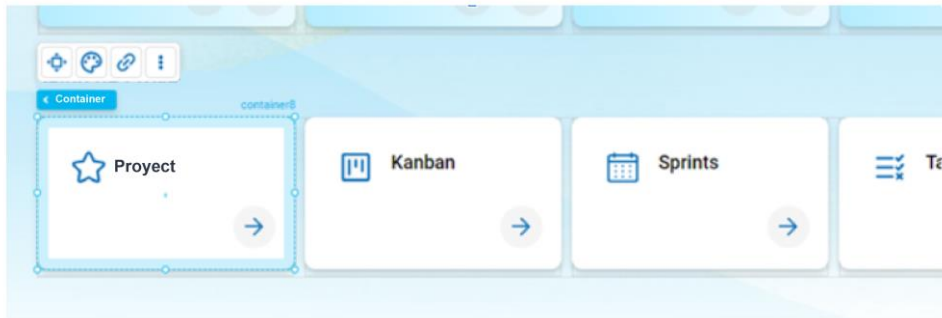 Container
container8
Proyect
Kanban
Sprints